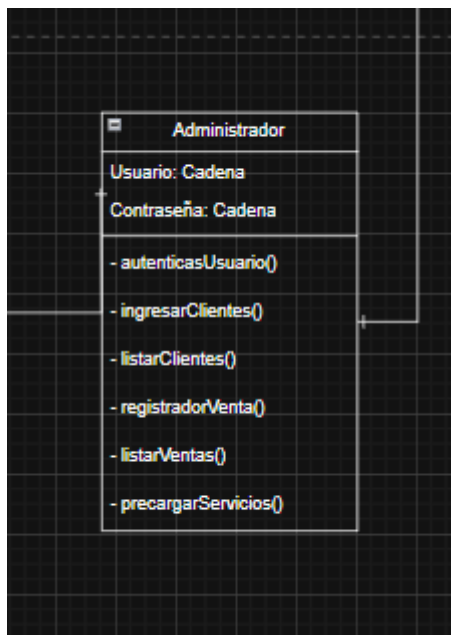 Administrador
Usuario: Cadena
Contraseña: Cadena
- autenticasUsuario()
- ingresarClientes()
- listarClientes()
- registradorVenta()
- listarVentas()
- precargarServicios()